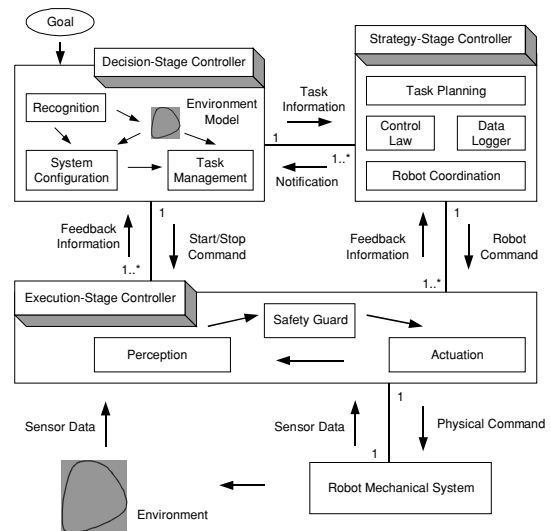 Goal
Decision-Stage Controller
Recognition
Environment
Model
System
Configuration
Task
Management
Task
Information
1
1..*
Notification
Strategy-Stage Controller
Task Planning
Control
Law
Data
Logger
Robot Coordination
Feedback
Information
1
1..*
Start/Stop
Command
Feedback
Information
1
1..*
Robot
Command
Execution-Stage Controller
Safety Guard
Perception
Actuation
Sensor Data
Sensor Data
1
1
Physical Command
Environment
Robot Mechanical System